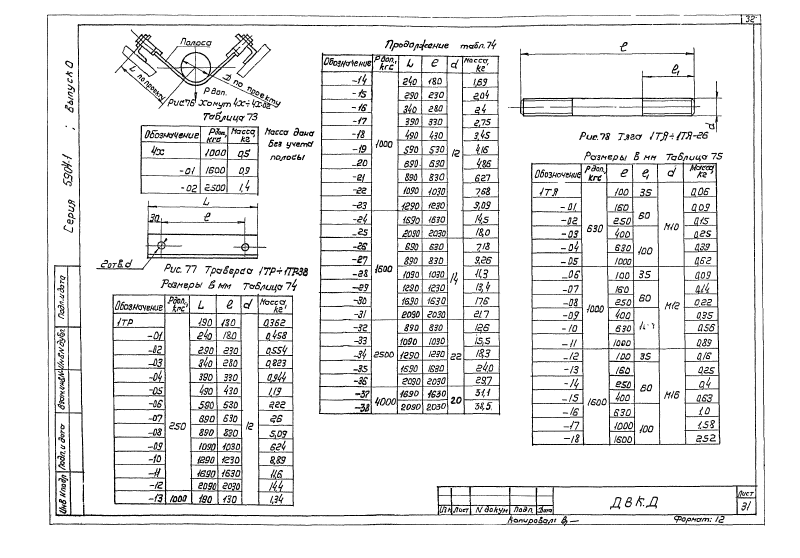 32
Серия 5.904-1 ; Выпуск 0
Полоса
L по проекту
D по проекту
Рдоп.
Рис.76 Хомут 4Х÷4Х-02
Таблица 73
Обозначение Рдоп, кгс Масса, кг
4Х 1000 0,5
-01 1600 0,9
-02 2500 1,4
Масса дана
без учета
полосы
L
30
ℓ
2 отв. d
Рис. 77 Траверса 1ТР÷1ТР38
Размеры в мм Таблица 74
Обозначение Рдоп, кгс L ℓ d Масса, кг
1ТР 250 190 130 12 0,362
-01 240 180 0,458
-02 290 230 0,554
-03 340 280 0,823
-04 390 330 0,944
-05 490 430 1,19
-06 590 530 2,22
-07 690 630 2,6
-08 890 830 5,09
-09 1090 1030 6,24
-10 1290 1230 8,89
-11 1690 1630 11,6
-12 2090 2030 14,4
-13 1000 190 130 1,34
Продолжение табл.74
Обозначение Рдоп, кгс L ℓ d Масса, кг
-14 1000 240 180 12 1,69
-15 290 230 2,04
-16 340 280 2,4
-17 390 330 2,75
-18 490 430 3,45
-19 590 530 4,16
-20 690 630 4,86
-21 890 830 6,27
-22 1090 1030 7,68
-23 1290 1230 9,09
-24 1690 1630 14,5
-25 2090 2030 18,0
-26 1600 690 630 14 7,18
-27 890 830 9,26
-28 1090 1030 11,3
-29 1290 1230 13,4
-30 1690 1630 17,6
-31 2090 2030 21,7
-32 2500 890 830 22 12,6
-33 1090 1030 15,5
-34 1290 1230 18,3
-35 1690 1630 24,0
-36 2090 2030 29,7
-37 4000 1690 1630 20 31,1
-38 2090 2030 38,5
ℓ
ℓ1
d
Рис.78 Тяга 1ТЯ÷1ТЯ-26
Размеры в мм Таблица 75
Обозначение Рдоп, кгс ℓ ℓ1 d Масса, кг
1ТЯ 630 100 35 М10 0,06
-01 160 60 0,09
-02 250 0,15
-03 400 0,25
-04 630 100 0,39
-05 1000 0,62
-06 1000 100 35 М12 0,09
-07 160 60 0,14
-08 250 0,22
-09 400 0,35
-10 630 0,56
-11 1000 0,89
-12 1600 100 35 М16 0,16
-13 160 60 0,25
-14 250 0,4
-15 400 0,63
-16 630 100 1,0
-17 1000 1,58
-18 1600 2,52
Подп. и дата
Инв.№ дубл.
Взам.инв.№
Подп. и дата
Инв № подл
Изм Лист № докум Подп. Дата
ДВК.Д
Лист
31
Копировал:
Формат: 12